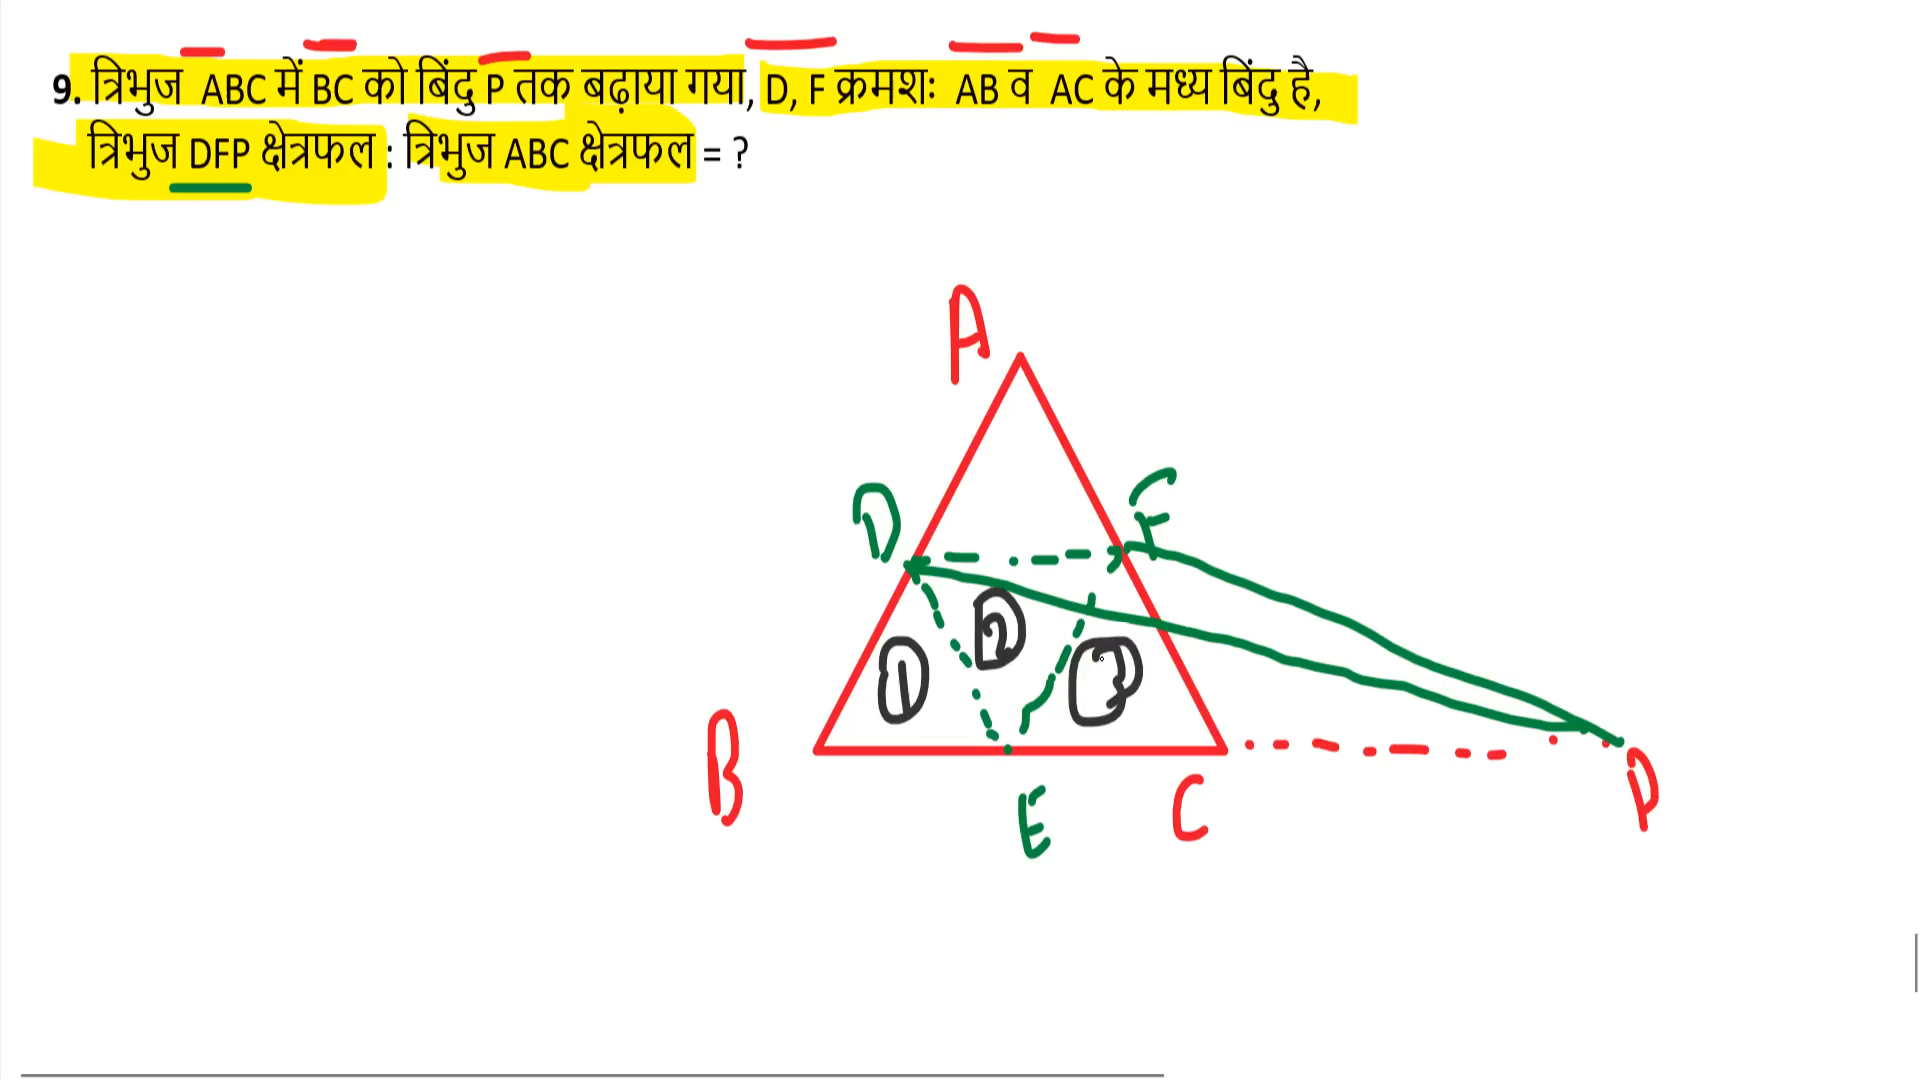 9. त्रिभुज ABC में BC को बिंदु P तक बढ़ाया गया, D, F क्रमशः AB व AC के मध्य बिंदु है,
त्रिभुज DFP क्षेत्रफल : त्रिभुज ABC क्षेत्रफल = ?
A
D
F
2
1
3
B
E
C
P